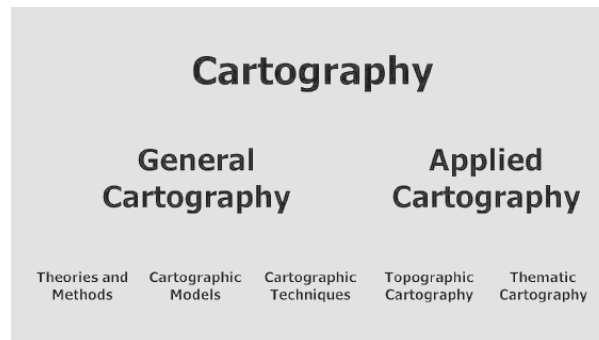 Cartography
General
Cartography
Applied
Cartography
Theories and
Methods
Cartographic
Models
Cartographic
Techniques
Topographic
Cartography
Thematic
Cartography